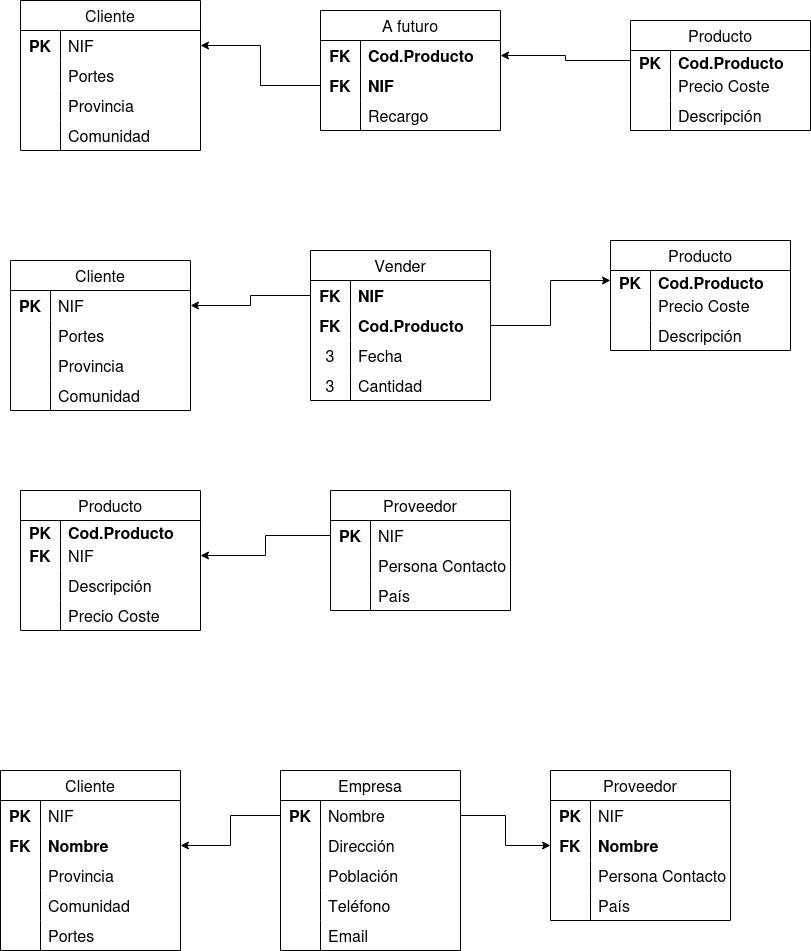 Cliente
PK NIF
Portes
Provincia
Comunidad
A futuro
FK Cod.Producto
FK NIF
Recargo
Producto
PK Cod.Producto
Precio Coste
Descripción
Cliente
PK NIF
Portes
Provincia
Comunidad
Vender
FK NIF
FK Cod.Producto
3 Fecha
3 Cantidad
Producto
PK Cod.Producto
Precio Coste
Descripción
Producto
PK Cod.Producto
FK NIF
Descripción
Precio Coste
Proveedor
PK NIF
Persona Contacto
País
Cliente
PK NIF
FK Nombre
Provincia
Comunidad
Portes
Empresa
PK Nombre
Dirección
Población
Teléfono
Email
Proveedor
PK NIF
FK Nombre
Persona Contacto
País